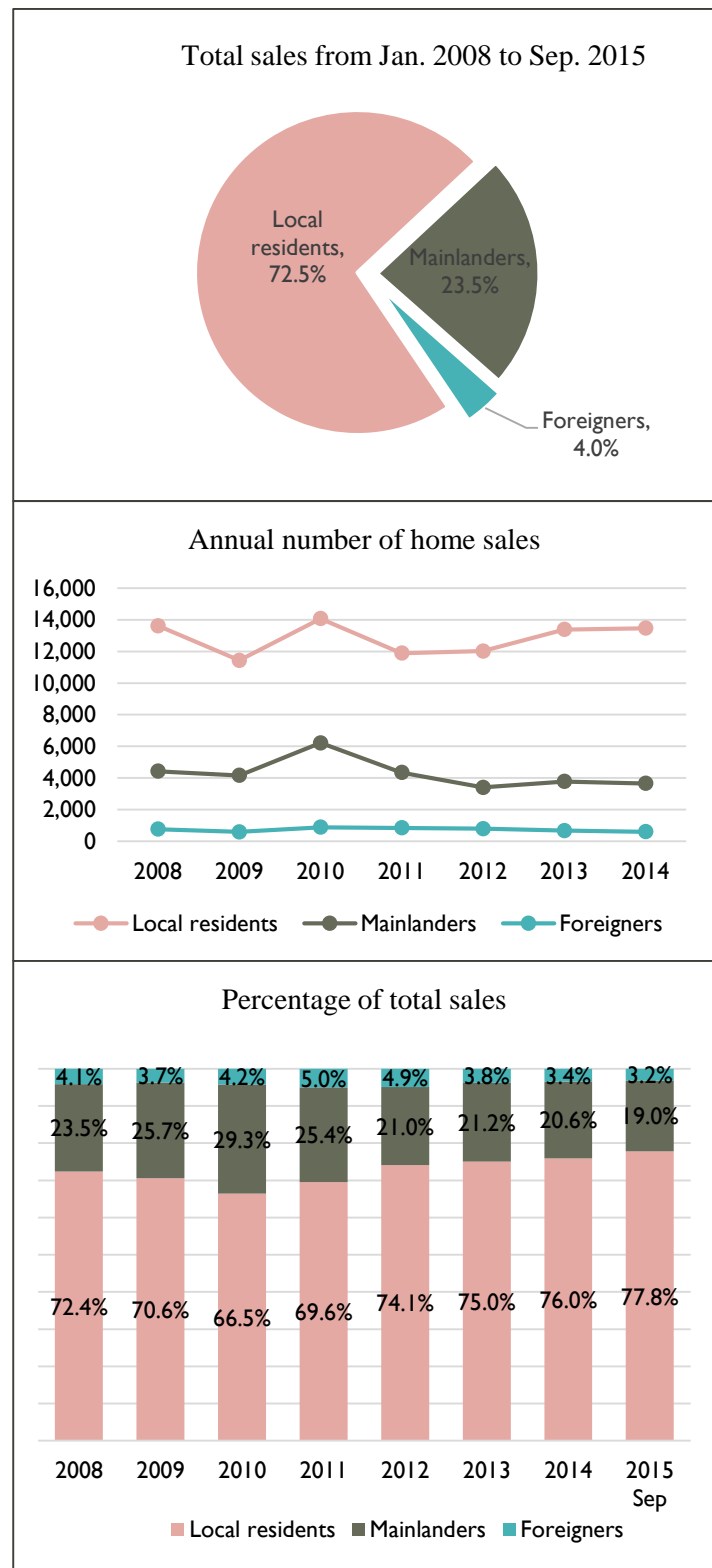 Total sales from Jan. 2008 to Sep. 2015
Local
residents,
72.5%
Mainlanders,
23.5%
Foreigners,
4.0%
Annual number of home sales
16,000
14,000
12,000
10,000
8,000
6,000
4,000
2,000
0
2008 2009 2010 2011 2012 2013 2014
Local residents Mainlanders Foreigners
Percentage of total sales
4.1% 3.7% 4.2% 5.0% 4.9% 3.8% 3.4% 3.2%
23.5% 25.7% 29.3% 25.4% 21.0% 21.2% 20.6% 19.0%
72.4% 70.6% 66.5% 69.6% 74.1% 75.0% 76.0% 77.8%
2008 2009 2010 2011 2012 2013 2014 2015
Sep
Local residents Mainlanders Foreigners